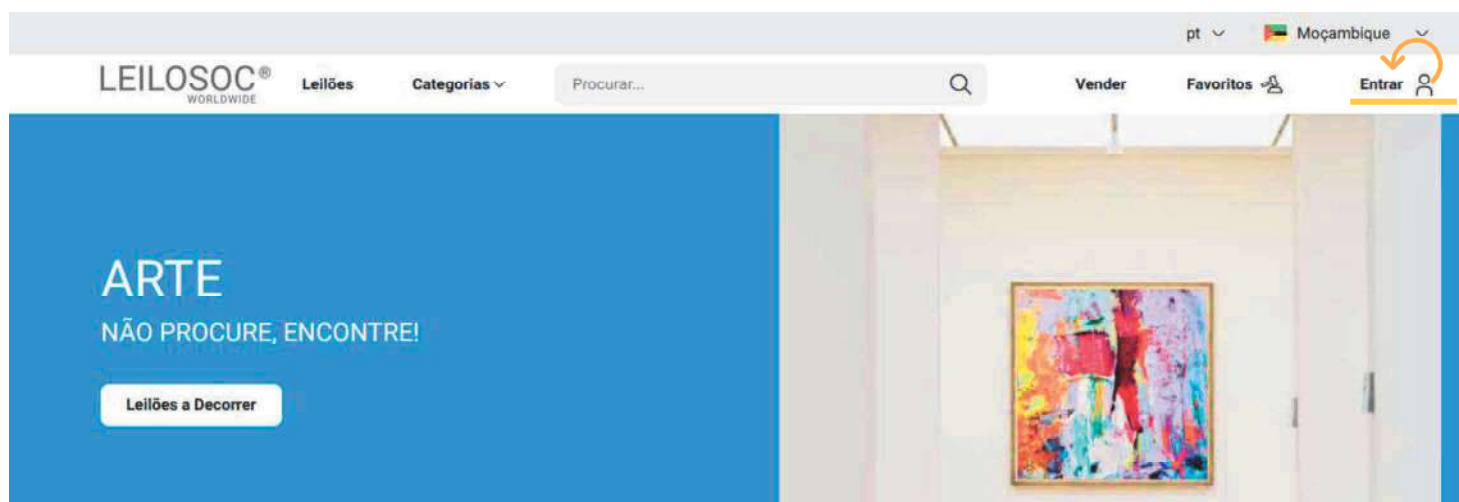 pt Moçambique
LEILOSOC® Leilões Categorias Procurar... Vender Favoritos Entrar
WORLDWIDE
ARTE
NÃO PROCURE, ENCONTRE!
Leilões a Decorrer